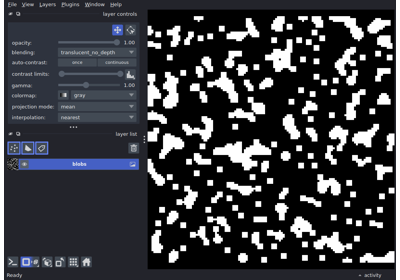 File View Layers Plugins Window Help
layer controls
opacity: 1.00
blending: translucent_no_depth
auto-contrast: once continuous
contrast limits:
gamma: 1.00
colormap: gray
projection mode: mean
interpolation: nearest
layer list
blobs
Ready activity